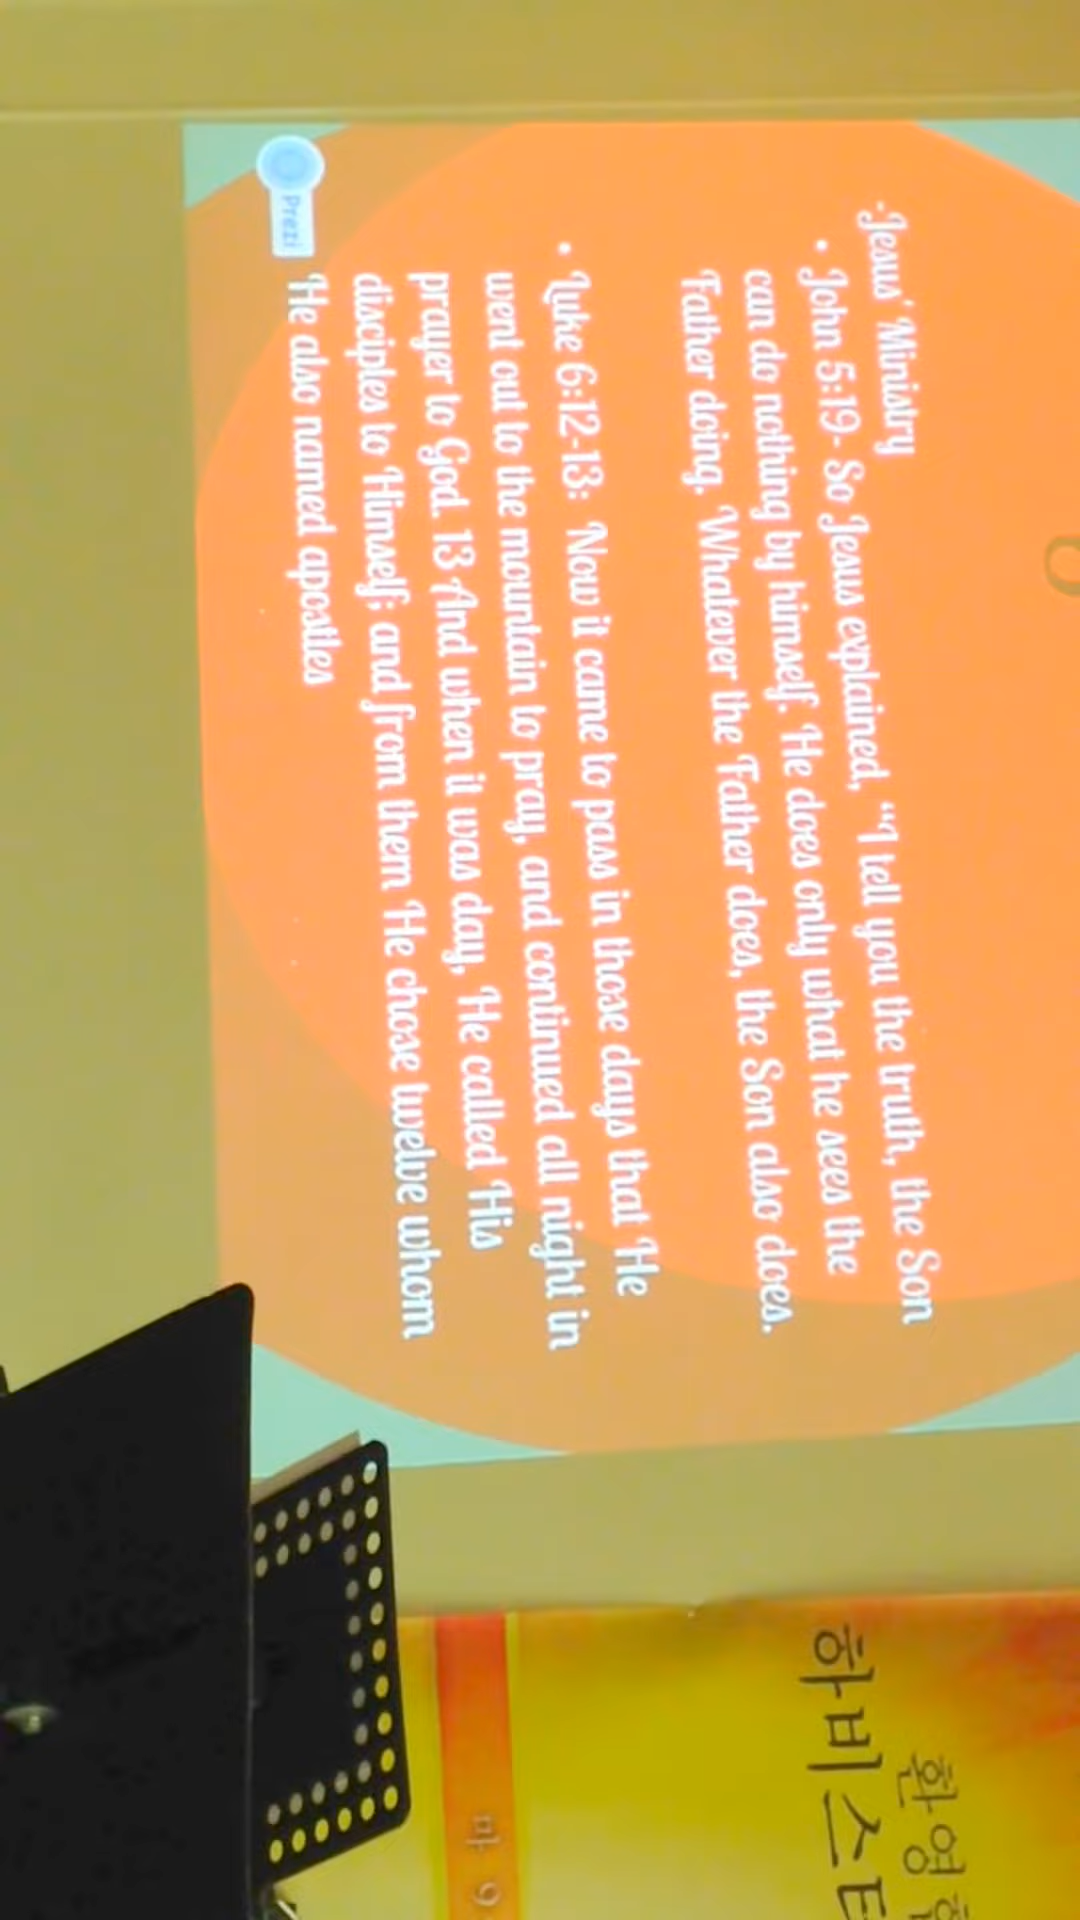 -Jesus' Ministry
• John 5:19- So Jesus explained, “I tell you the truth, the Son
can do nothing by himself. He does only what he sees the
Father doing. Whatever the Father does, the Son also does.
• Luke 6:12-13: Now it came to pass in those days that He
went out to the mountain to pray, and continued all night in
prayer to God. 13 And when it was day, He called His
disciples to Himself; and from them He chose twelve whom
He also named apostles
Prezi
환영
하비스
마 9